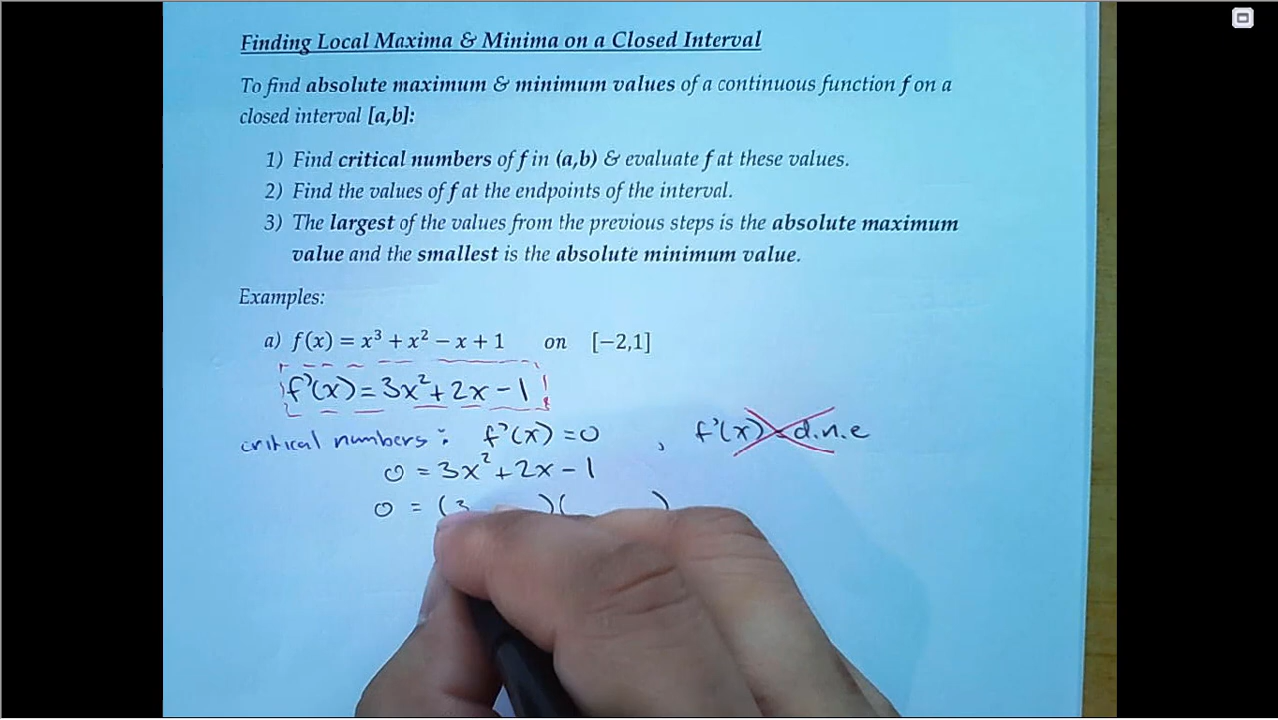 Finding Local Maxima & Minima on a Closed Interval
To find absolute maximum & minimum values of a continuous function f on a
closed interval [a,b]:
1) Find critical numbers of f in (a,b) & evaluate f at these values.
2) Find the values of f at the endpoints of the interval.
3) The largest of the values from the previous steps is the absolute maximum
value and the smallest is the absolute minimum value.
Examples:
a) f(x) = x³ + x² − x + 1 on [−2,1]
f'(x) = 3x² + 2x − 1
critical numbers: f'(x) = 0 , f'(x) = d.n.e
0 = 3x² + 2x − 1
0 = (3 )( )